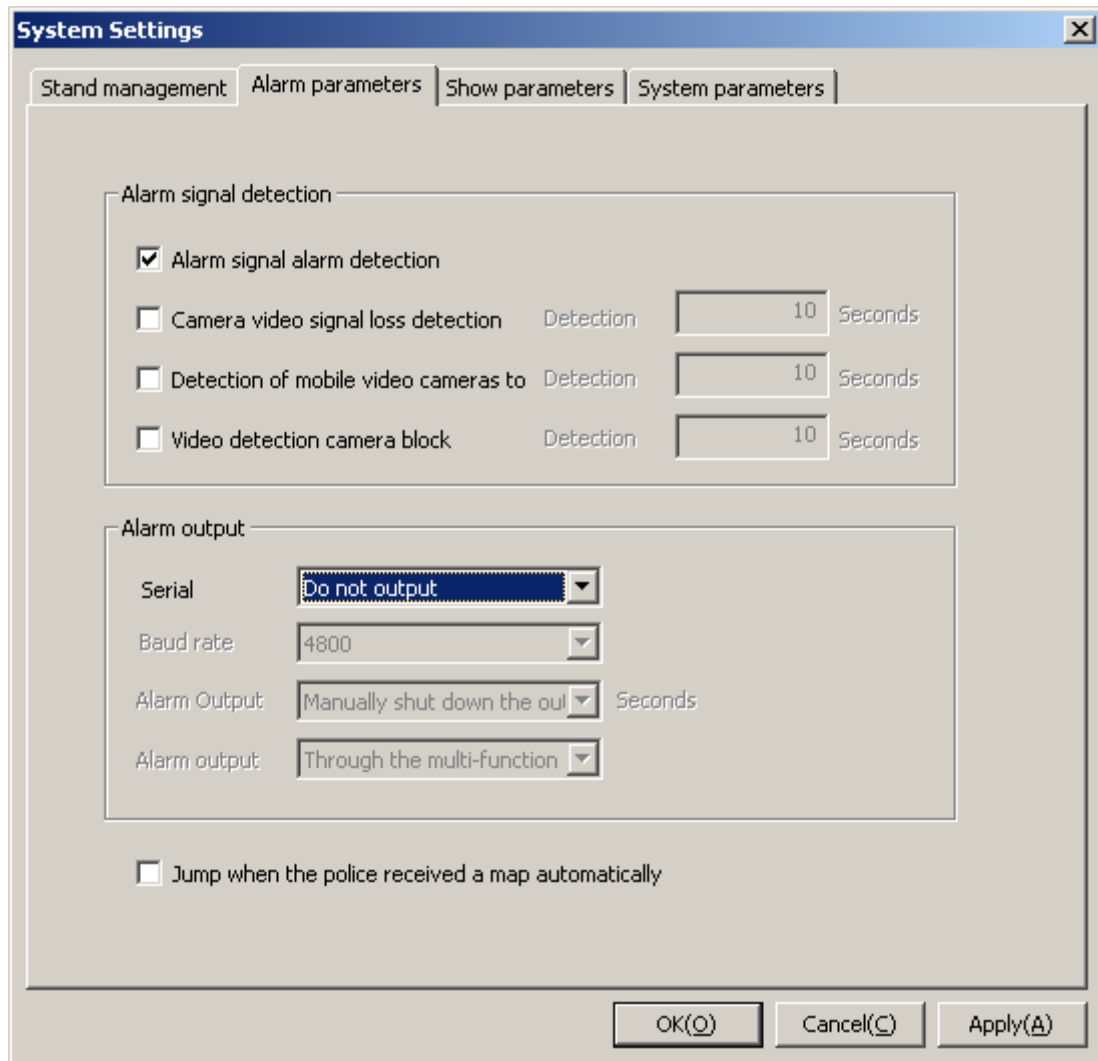 System Settings
Stand management Alarm parameters Show parameters System parameters
Alarm signal detection
Alarm signal alarm detection
Camera video signal loss detection Detection 10 Seconds
Detection of mobile video cameras to Detection 10 Seconds
Video detection camera block Detection 10 Seconds
Alarm output
Serial Do not output
Baud rate 4800
Alarm Output Manually shut down the out Seconds
Alarm output Through the multi-function
Jump when the police received a map automatically
OK(O) Cancel(C) Apply(A)